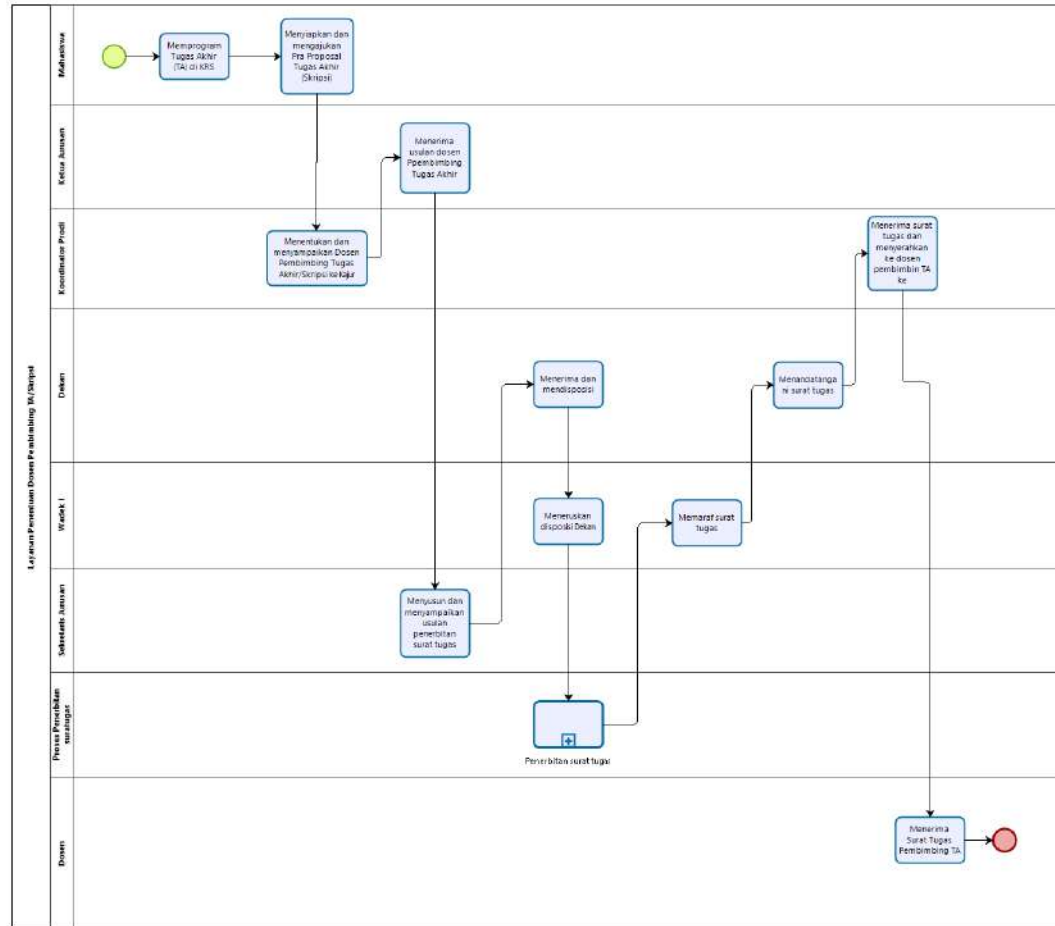 Layanan Penentuan Dosen Pembimbing TA/Skripsi
Mahasiswa
Memprogram
Tugas Akhir
(TA) di KRS
Menyiapkan dan
mengajukan
Pra Proposal
Tugas Akhir
(Skripsi)
Ketua Jurusan
Menerima
usulan dosen
Ppembimbing
Tugas Akhir
Koordinator Prodi
Menentukan dan
menyampaikan Dosen
Pembimbing Tugas
Akhir/Skripsi ke Kajur
Menerima surat
tugas dan
menyerahkan
ke dosen
pembimbin TA
ke
Dekan
Menerima dan
mendisposisi
Menandatanga
ni surat tugas
Wadek I
Meneruskan
disposisi Dekan
Memaraf surat
tugas
Sekretaris Jurusan
Menyusun dan
menyampaikan
usulan
penerbitan
surat tugas
Proses Penerbitan
surattugas
Penerbitan surat tugas
Dosen
Menerima
Surat Tugas
Pembimbing TA